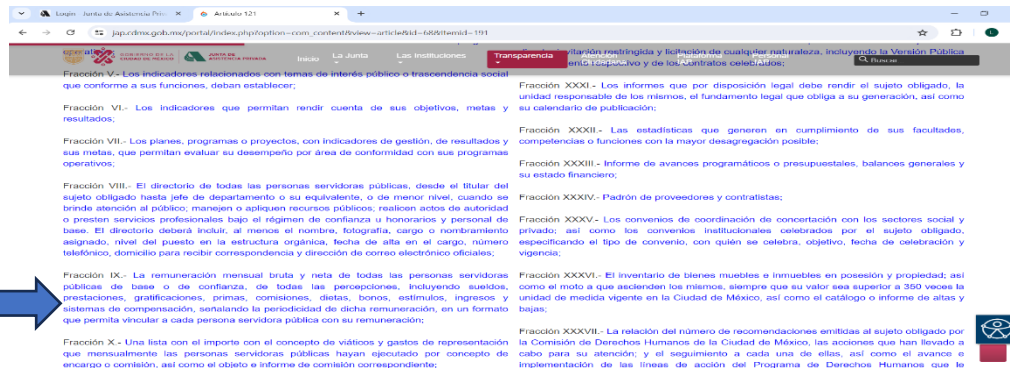 Login - Junta de Asistencia Priv
Artículo 121
jap.cdmx.gob.mx/portal/index.php?option=com_content&view=article&id=68&Itemid=191
GOBIERNO DE LA
CIUDAD DE MÉXICO
JUNTA DE
ASISTENCIA PRIVADA
Inicio
La Junta
Las Instituciones
Transparencia
Buscar
Fracción V.- Los indicadores relacionados con temas de interés público o trascendencia social
que conforme a sus funciones, deban establecer;
Fracción VI.- Los indicadores que permitan rendir cuenta de sus objetivos, metas y
resultados;
Fracción VII.- Los planes, programas o proyectos, con indicadores de gestión, de resultados y
sus metas, que permitan evaluar su desempeño por área de conformidad con sus programas
operativos;
Fracción VIII.- El directorio de todas las personas servidoras públicas, desde el titular del
sujeto obligado hasta jefe de departamento o su equivalente, o de menor nivel, cuando se
brinde atención al público; manejen o apliquen recursos públicos; realicen actos de autoridad
o presten servicios profesionales bajo el régimen de confianza u honorarios y personal de
base. El directorio deberá incluir, al menos el nombre, fotografía, cargo o nombramiento
asignado, nivel del puesto en la estructura orgánica, fecha de alta en el cargo, número
telefónico, domicilio para recibir correspondencia y dirección de correo electrónico oficiales;
Fracción IX.- La remuneración mensual bruta y neta de todas las personas servidoras
públicas de base o de confianza, de todas las percepciones, incluyendo sueldos,
prestaciones, gratificaciones, primas, comisiones, dietas, bonos, estímulos, ingresos y
sistemas de compensación, señalando la periodicidad de dicha remuneración, en un formato
que permita vincular a cada persona servidora pública con su remuneración;
Fracción X.- Una lista con el importe con el concepto de viáticos y gastos de representación
que mensualmente las personas servidoras públicas hayan ejecutado por concepto de
encargo o comisión, así como el objeto e informe de comisión correspondiente;
invitación restringida y licitación de cualquier naturaleza, incluyendo la Versión Pública
respectivo y de los contratos celebrados;
Fracción XXXI.- Los informes que por disposición legal debe rendir el sujeto obligado, la
unidad responsable de los mismos, el fundamento legal que obliga a su generación, así como
su calendario de publicación;
Fracción XXXII.- Las estadísticas que generen en cumplimiento de sus facultades,
competencias o funciones con la mayor desagregación posible;
Fracción XXXIII.- Informe de avances programáticos o presupuestales, balances generales y
su estado financiero;
Fracción XXXIV.- Padrón de proveedores y contratistas;
Fracción XXXV.- Los convenios de coordinación de concertación con los sectores social y
privado; así como los convenios institucionales celebrados por el sujeto obligado,
especificando el tipo de convenio, con quién se celebra, objetivo, fecha de celebración y
vigencia;
Fracción XXXVI.- El inventario de bienes muebles e inmuebles en posesión y propiedad; así
como el moto a que ascienden los mismos, siempre que su valor sea superior a 350 veces la
unidad de medida vigente en la Ciudad de México, así como el catálogo o informe de altas y
bajas;
Fracción XXXVII.- La relación del número de recomendaciones emitidas al sujeto obligado por
la Comisión de Derechos Humanos de la Ciudad de México, las acciones que han llevado a
cabo para su atención; y el seguimiento a cada una de ellas, así como el avance e
implementación de las líneas de acción del Programa de Derechos Humanos que le